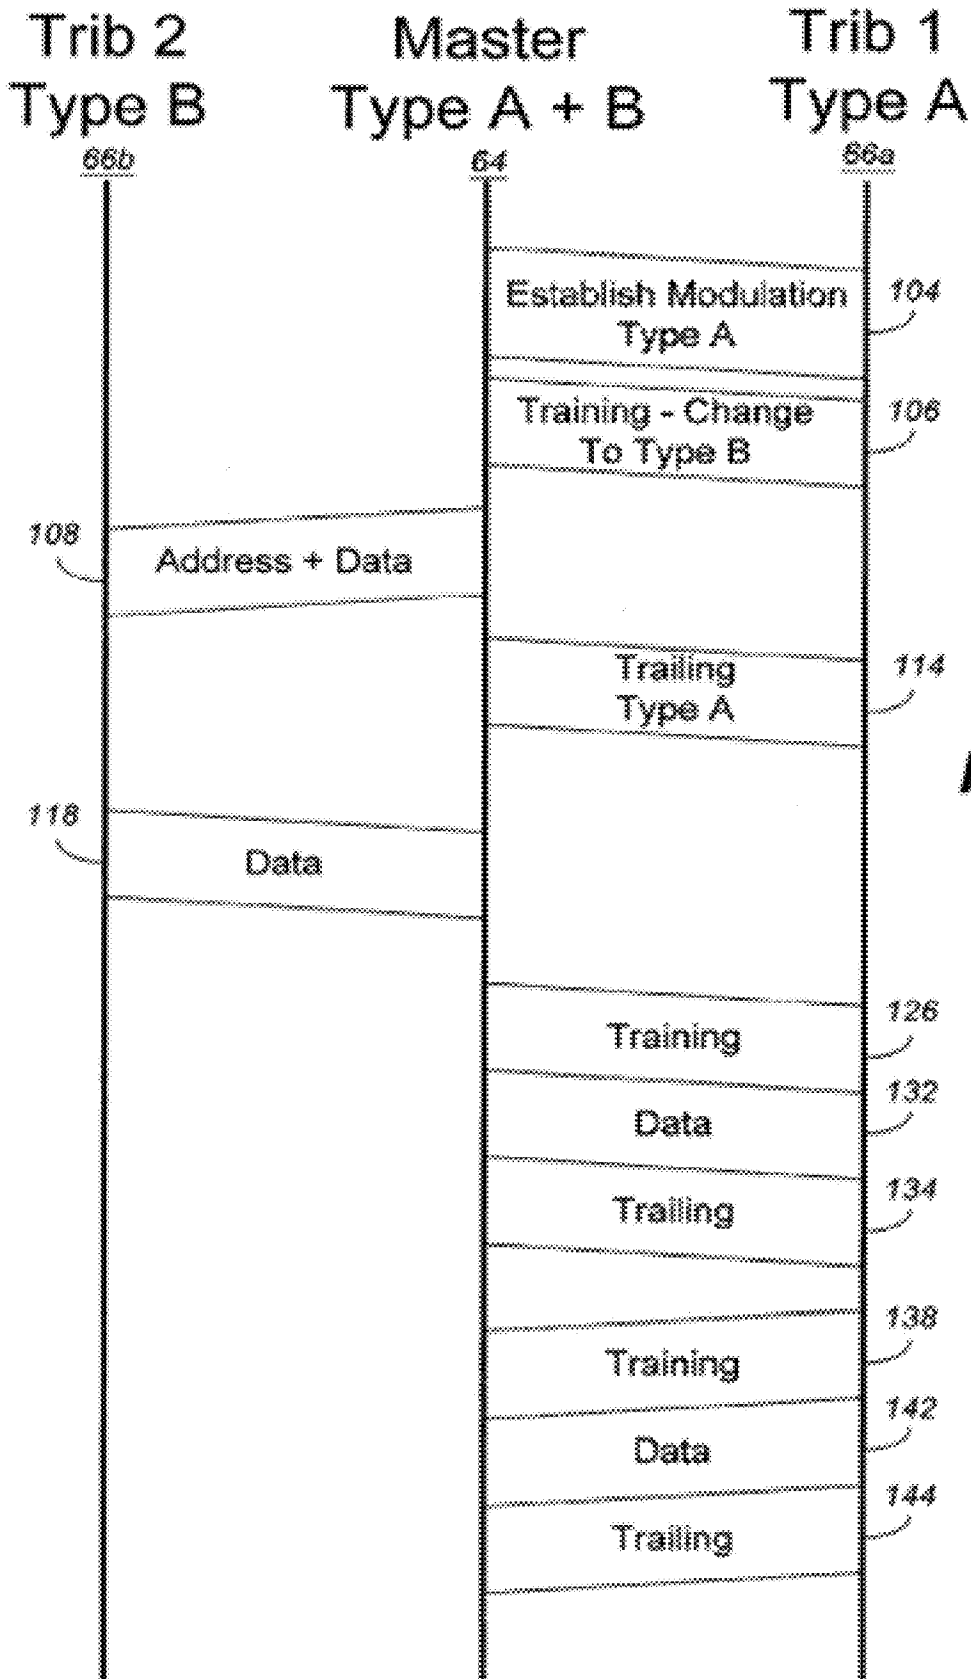 Trib 2
Type B
66b
Master
Type A + B
64
Trib 1
Type A
66a
Establish Modulation
Type A
104
Training - Change
To Type B
106
108
Address + Data
Trailing
Type A
114
118
Data
Training
126
Data
132
Trailing
134
Training
138
Data
142
Trailing
144